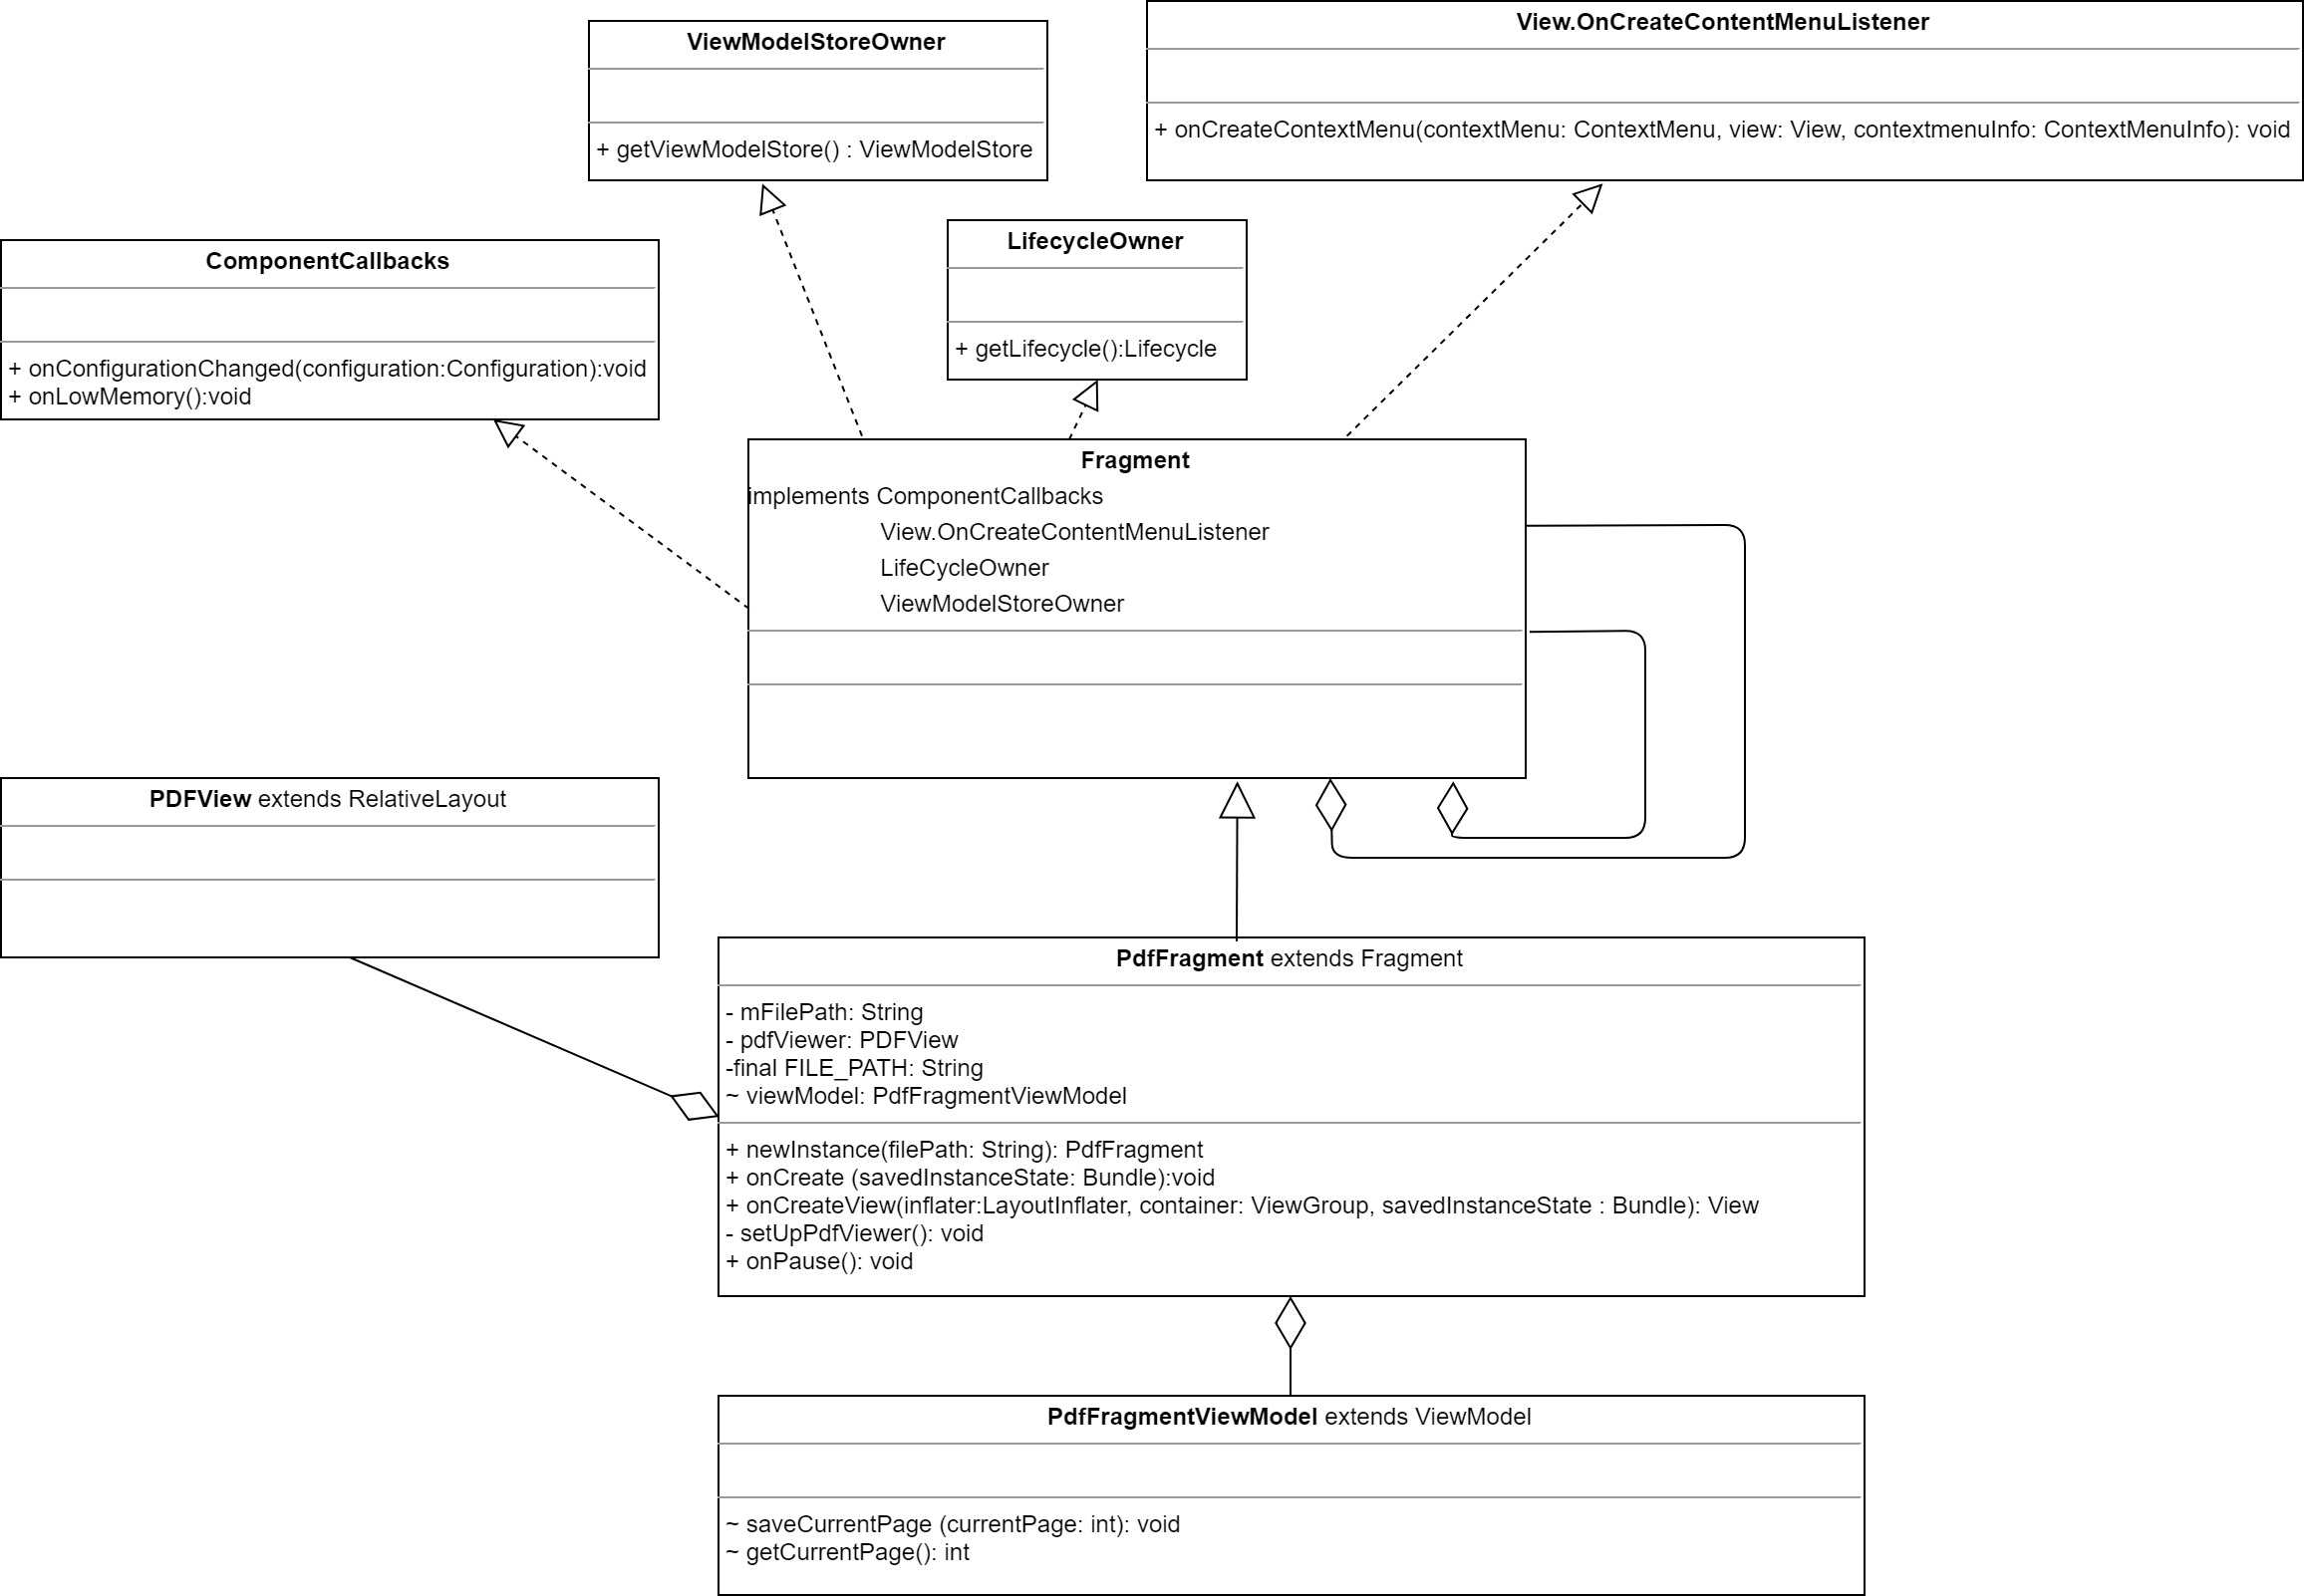 ViewModelStoreOwner
+ getViewModelStore() : ViewModelStore
View.OnCreateContentMenuListener
+ onCreateContextMenu(contextMenu: ContextMenu, view: View, contextmenuInfo: ContextMenuInfo): void
ComponentCallbacks
+ onConfigurationChanged(configuration:Configuration):void
+ onLowMemory():void
LifecycleOwner
+ getLifecycle():Lifecycle
Fragment
implements ComponentCallbacks
View.OnCreateContentMenuListener
LifeCycleOwner
ViewModelStoreOwner
PDFView extends RelativeLayout
PdfFragment extends Fragment
- mFilePath: String
- pdfViewer: PDFView
-final FILE_PATH: String
~ viewModel: PdfFragmentViewModel
+ newInstance(filePath: String): PdfFragment
+ onCreate (savedInstanceState: Bundle):void
+ onCreateView(inflater:LayoutInflater, container: ViewGroup, savedInstanceState : Bundle): View
- setUpPdfViewer(): void
+ onPause(): void
PdfFragmentViewModel extends ViewModel
~ saveCurrentPage (currentPage: int): void
~ getCurrentPage(): int